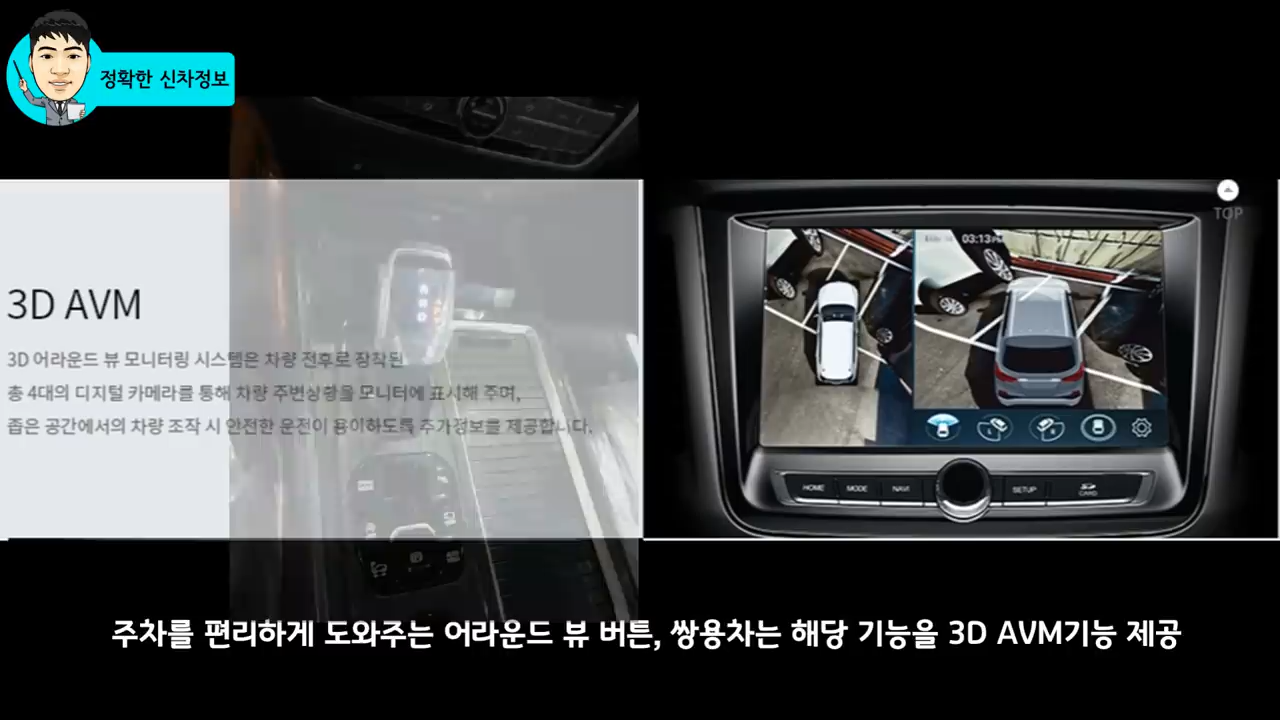 정확한 신차정보
TOP
03:13PM
3D AVM
3D 어라운드 뷰 모니터링 시스템은 차량 전후로 장착된
총 4대의 디지털 카메라를 통해 차량 주변상황을 모니터에 표시해 주며,
좁은 공간에서의 차량 조작 시 안전한 운전이 용이하도록 추가정보를 제공합니다.
HOME MODE NAVI SETUP SD CARD
주차를 편리하게 도와주는 어라운드 뷰 버튼, 쌍용차는 해당 기능을 3D AVM기능 제공